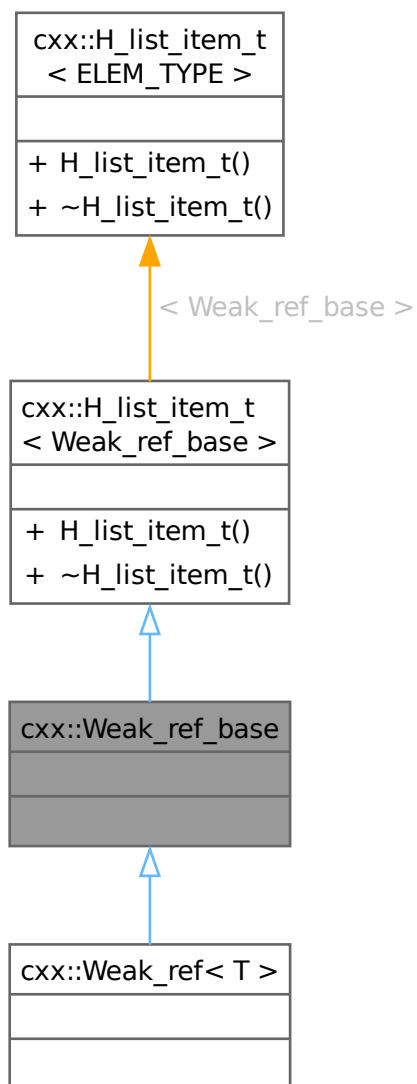 cxx::H_list_item_t
< ELEM_TYPE >
+ H_list_item_t()
+ ~H_list_item_t()
< Weak_ref_base >
cxx::H_list_item_t
< Weak_ref_base >
+ H_list_item_t()
+ ~H_list_item_t()
cxx::Weak_ref_base
cxx::Weak_ref< T >